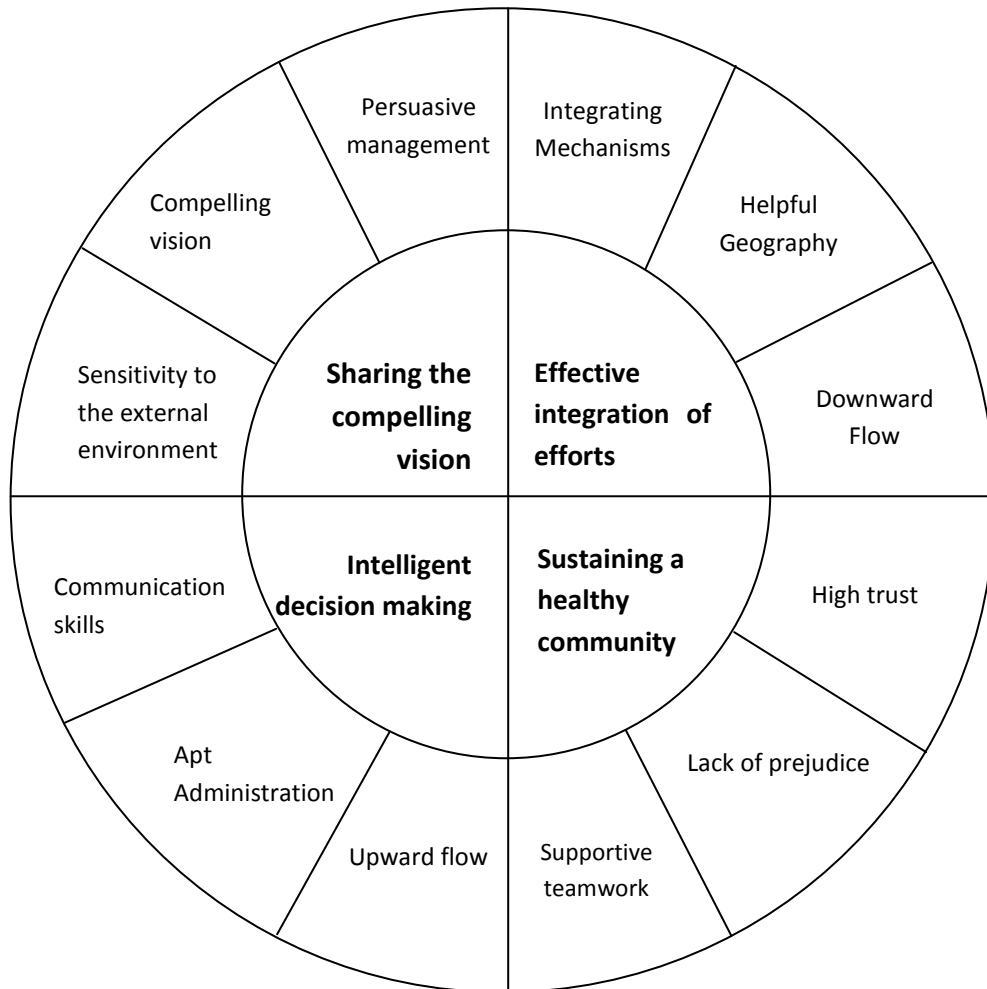 Persuasive
management
Integrating
Mechanisms
Compelling
vision
Helpful
Geography
Sensitivity to
the external
environment
Sharing the
compelling
vision
Effective
integration of
efforts
Downward
Flow
Communication
skills
Intelligent
decision making
Sustaining a
healthy
community
High trust
Apt
Administration
Lack of prejudice
Upward flow
Supportive
teamwork